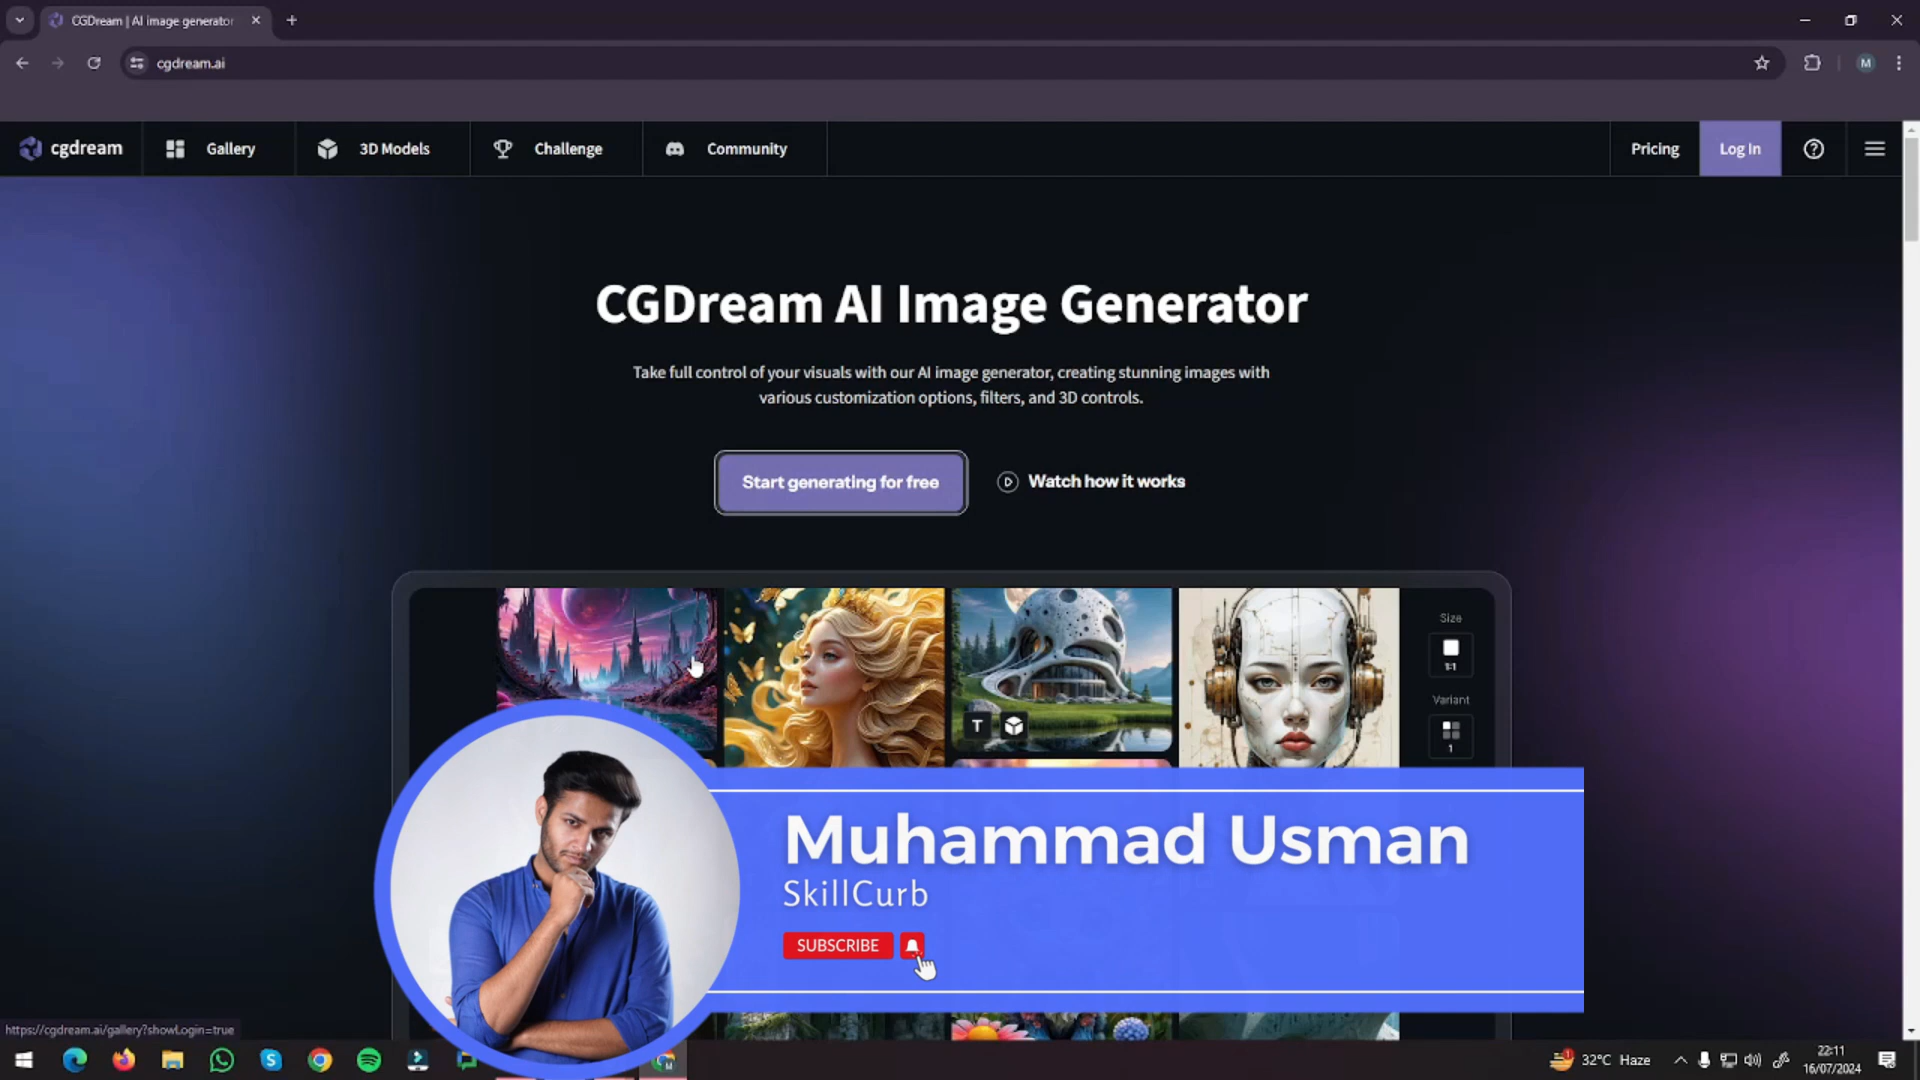 CGDream | AI image generator
cgdream.ai
cgdream
Gallery
3D Models
Challenge
Community
Pricing
Log In
CGDream AI Image Generator
Take full control of your visuals with our AI image generator, creating stunning images with
various customization options, filters, and 3D controls.
Start generating for free
Watch how it works
Size
1:1
Variant
1
T
Muhammad Usman
SkillCurb
SUBSCRIBE
https://cgdream.ai/gallery?showLogin=true
32°C Haze
22:11
16/07/2024
M